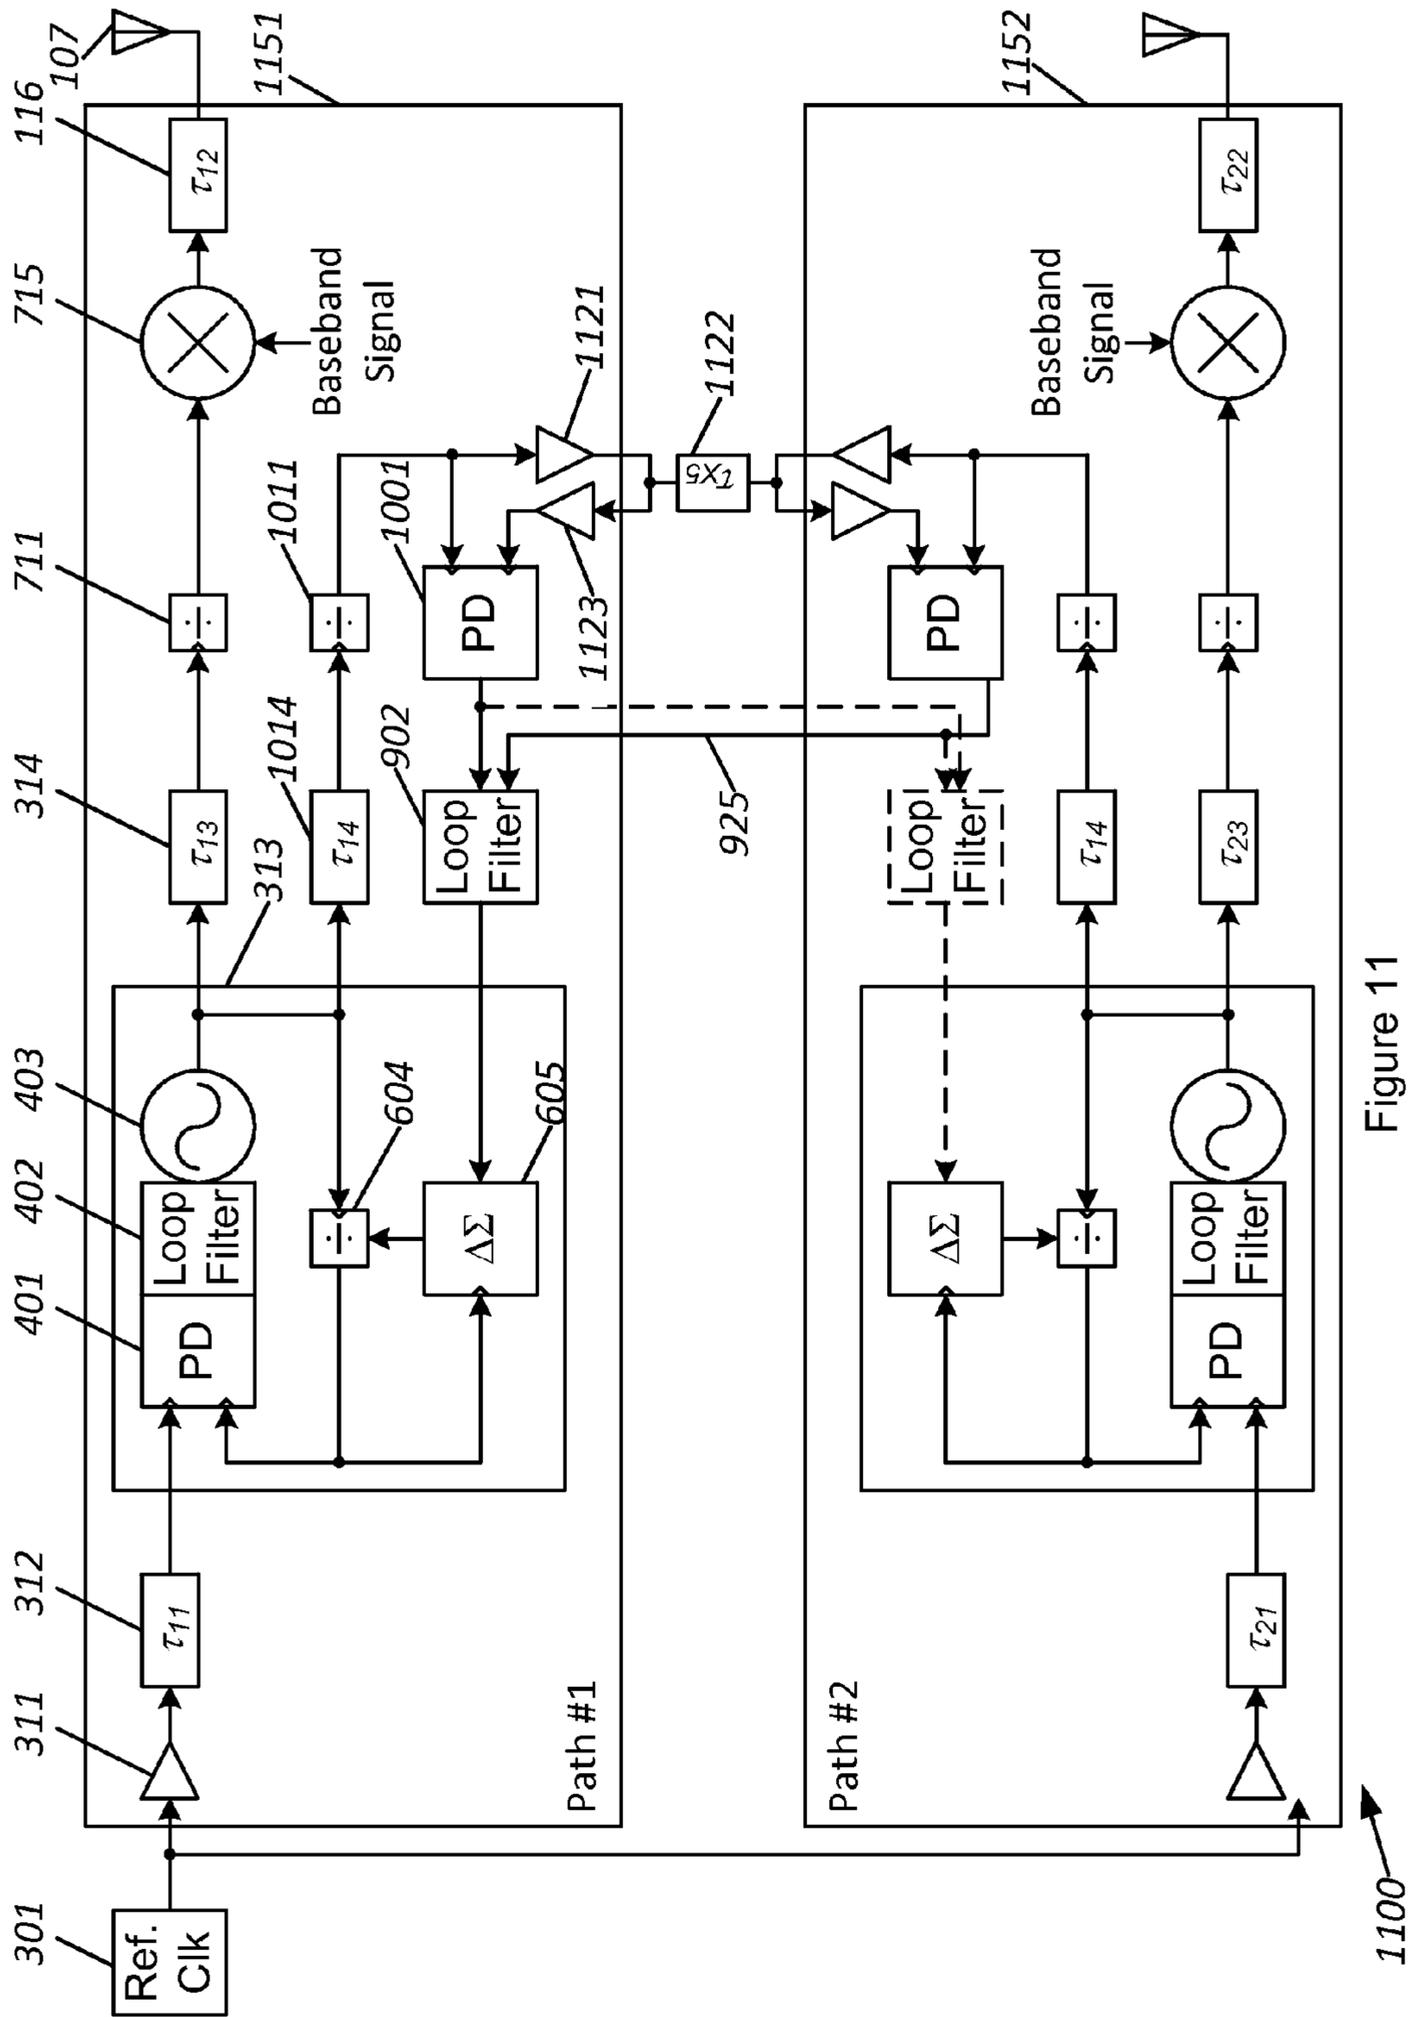 301
311
312
401
402
403
314
711
715
116
107
Ref.
Clk
τ11
PD
Loop
Filter
τ13
÷
τ12
313
1014
1011
Baseband
Signal
1151
604
÷
τ14
÷
605
ΔΣ
902
Loop
Filter
1001
PD
1123
1121
Path #1
925
τX5
1122
Path #2
ΔΣ
Loop
Filter
PD
÷
τ14
÷
Baseband
Signal
1152
τ21
PD
Loop
Filter
τ23
÷
τ22
1100
Figure 11